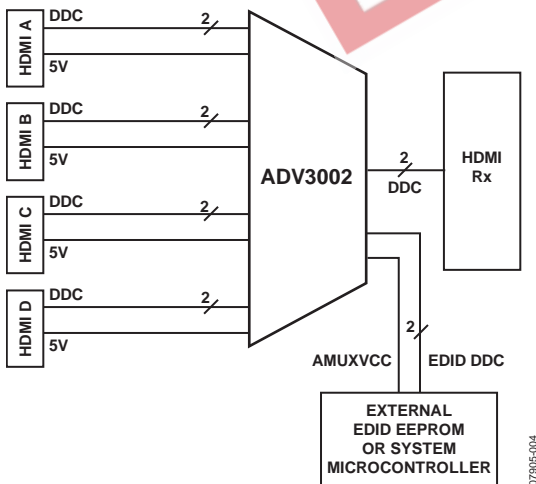 DDC
2
HDMI A
5V
DDC
2
HDMI B
5V
ADV3002
2
DDC
HDMI
Rx
DDC
2
HDMI C
5V
DDC
2
HDMI D
5V
2
AMUXVCC
EDID DDC
EXTERNAL
EDID EEPROM
OR SYSTEM
MICROCONTROLLER
07905-004